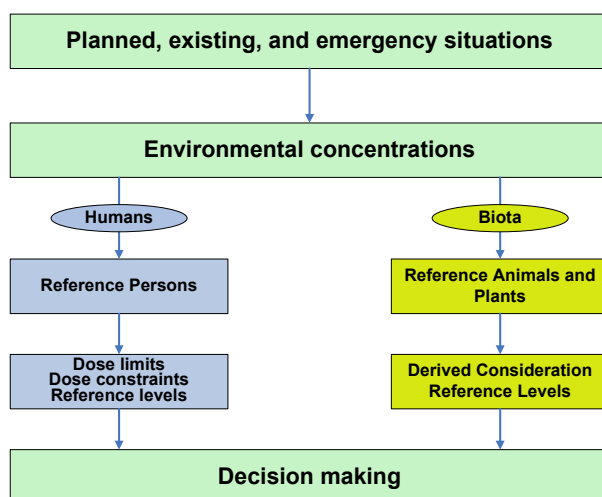 Planned, existing, and emergency situations
Environmental concentrations
Humans
Biota
Reference Persons
Reference Animals and
Plants
Dose limits
Dose constraints
Reference levels
Derived Consideration
Reference Levels
Decision making